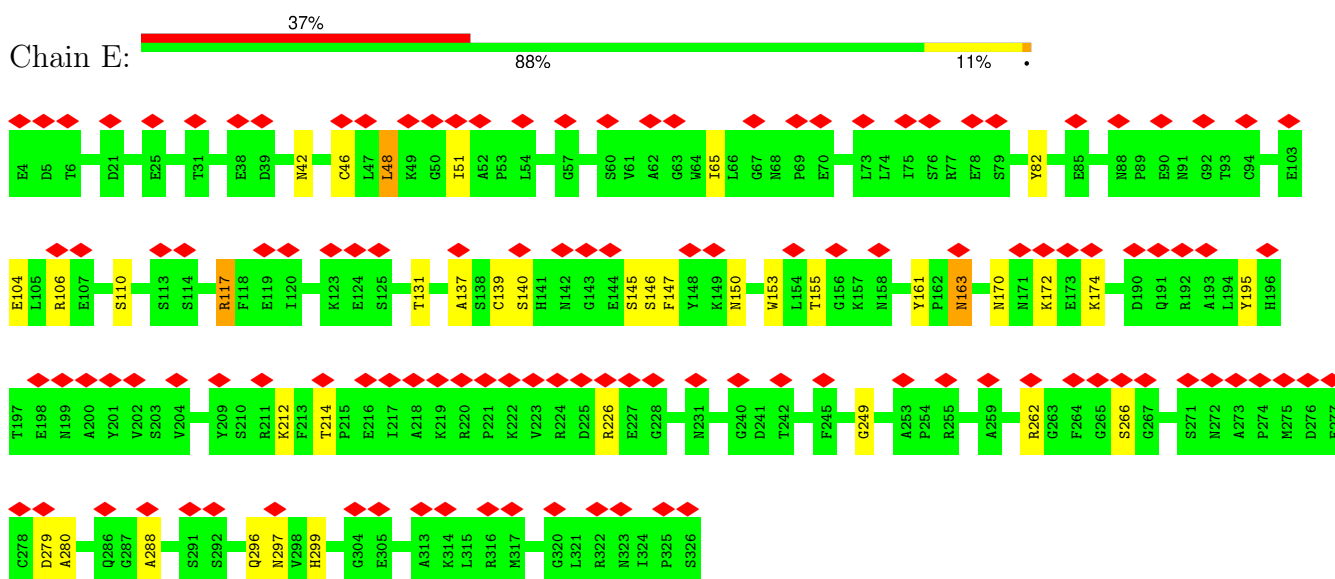 37%
Chain E:
88% 11% •
E4 D5 T6 D21 E25 T31 E38 D39 N42 C46 L47 L48 K49 G50 I51 A52 P53 L54 G57 S60 V61 A62 G63 W64 I65 L66 G67 N68 P69 E70 L73 L74 I75 S76 R77 E78 S79 Y82 E85 N88 P89 E90 N91 G92 T93 C94 E103
E104 L105 R106 E107 S110 S113 S114 R117 F118 E119 I120 K123 E124 S125 T131 A137 S138 C139 S140 H141 N142 G143 E144 S145 S146 F147 Y148 K149 N150 W153 L154 T155 G156 K157 N158 Y161 P162 N163 N170 N171 K172 E173 K174 D190 Q191 R192 A193 L194 Y195 H196
T197 E198 N199 A200 Y201 V202 S203 V204 Y209 S210 R211 K212 F213 T214 P215 E216 I217 A218 K219 R220 P221 K222 V223 R224 D225 R226 E227 G228 N231 G240 D241 T242 F245 G249 A253 P254 R255 A259 R262 G263 F264 G265 S266 G267 S271 N272 A273 P274 M275 D276
C278 D279 A280 Q286 G287 A288 S291 S292 Q296 N297 V298 H299 G304 E305 A313 K314 L315 R316 M317 G320 L321 R322 N323 I324 P325 S326